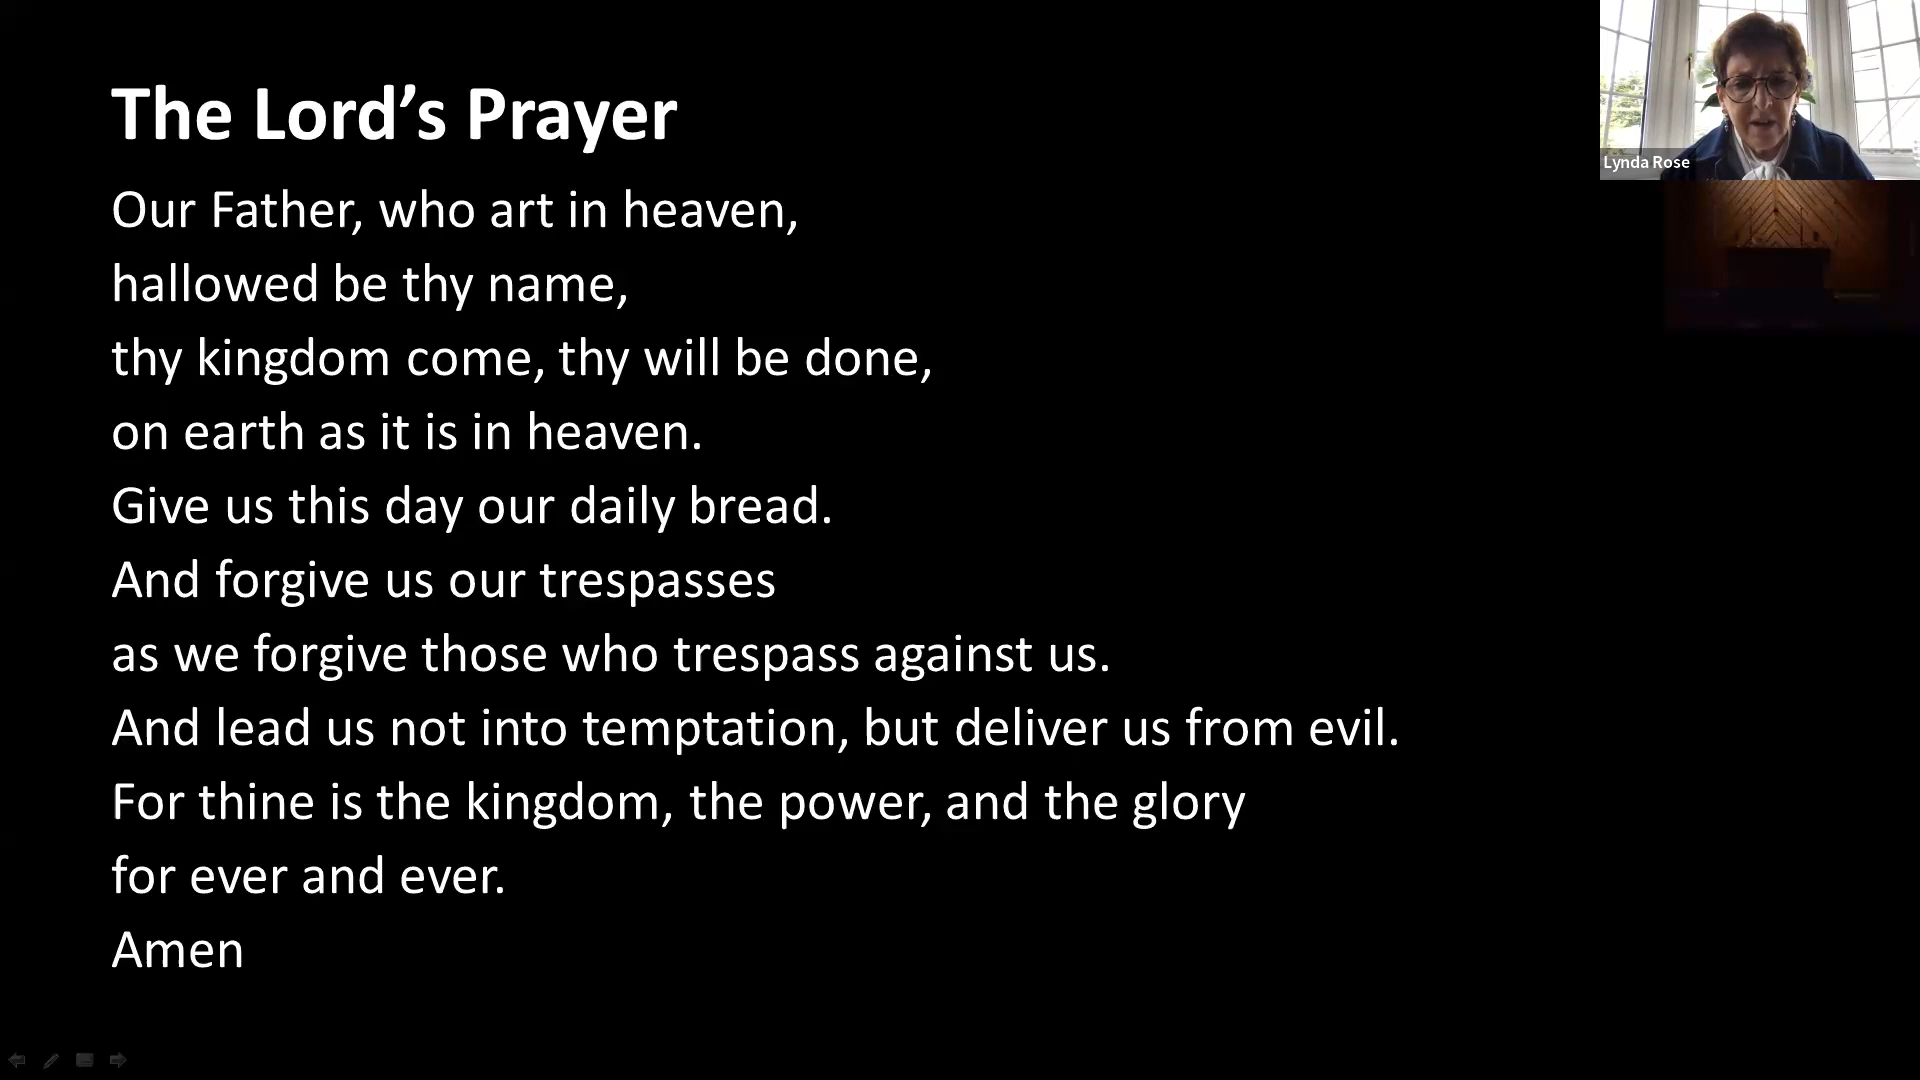 The Lord’s Prayer
Our Father, who art in heaven,
hallowed be thy name,
thy kingdom come, thy will be done,
on earth as it is in heaven.
Give us this day our daily bread.
And forgive us our trespasses
as we forgive those who trespass against us.
And lead us not into temptation, but deliver us from evil.
For thine is the kingdom, the power, and the glory
for ever and ever.
Amen
Lynda Rose